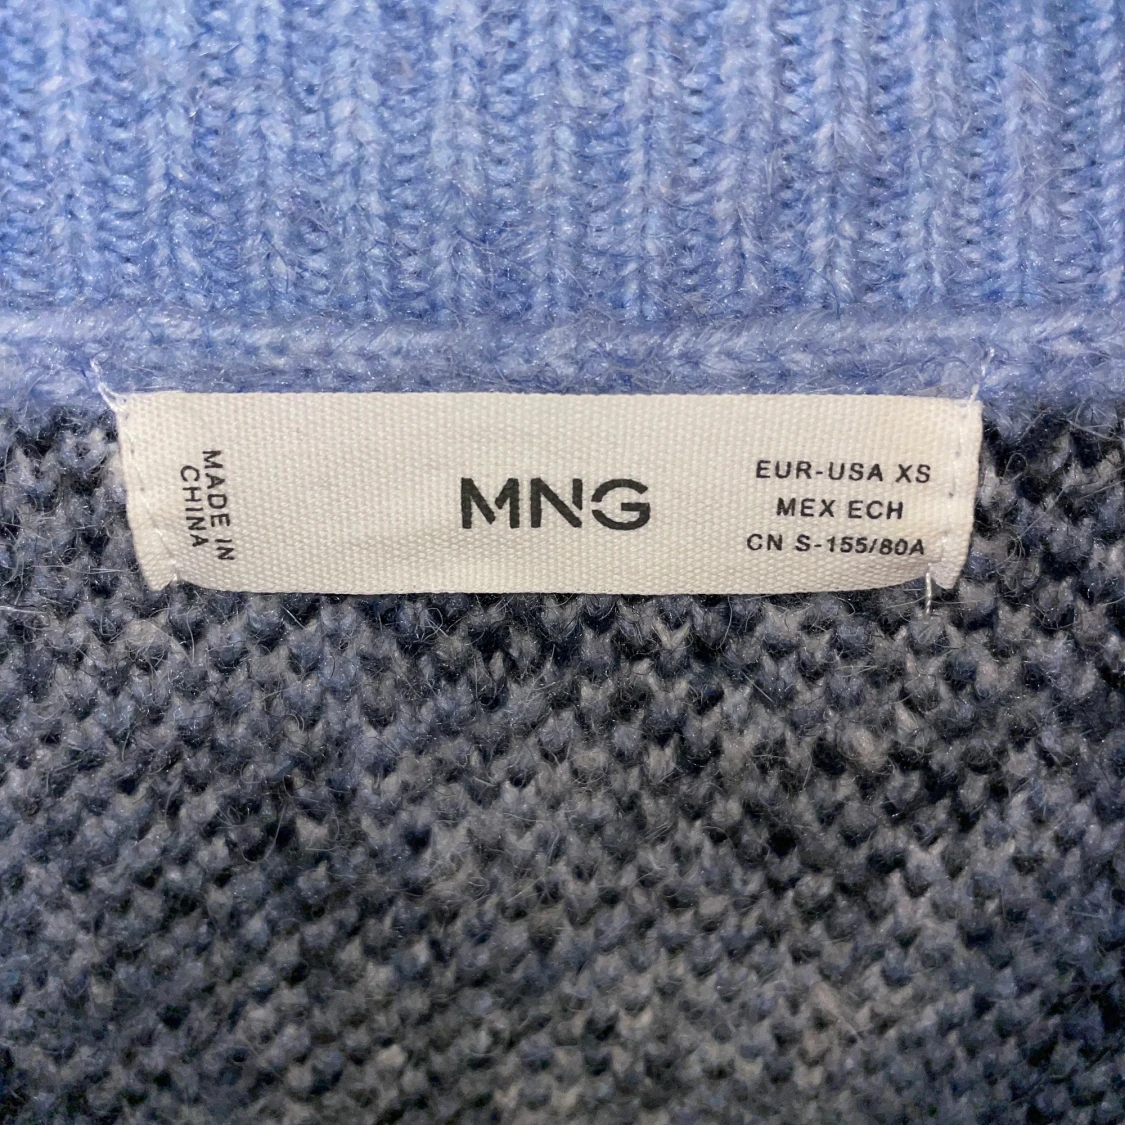 MADE IN
CHINA
MNG
EUR-USA XS
MEX ECH
CN S-155/80A